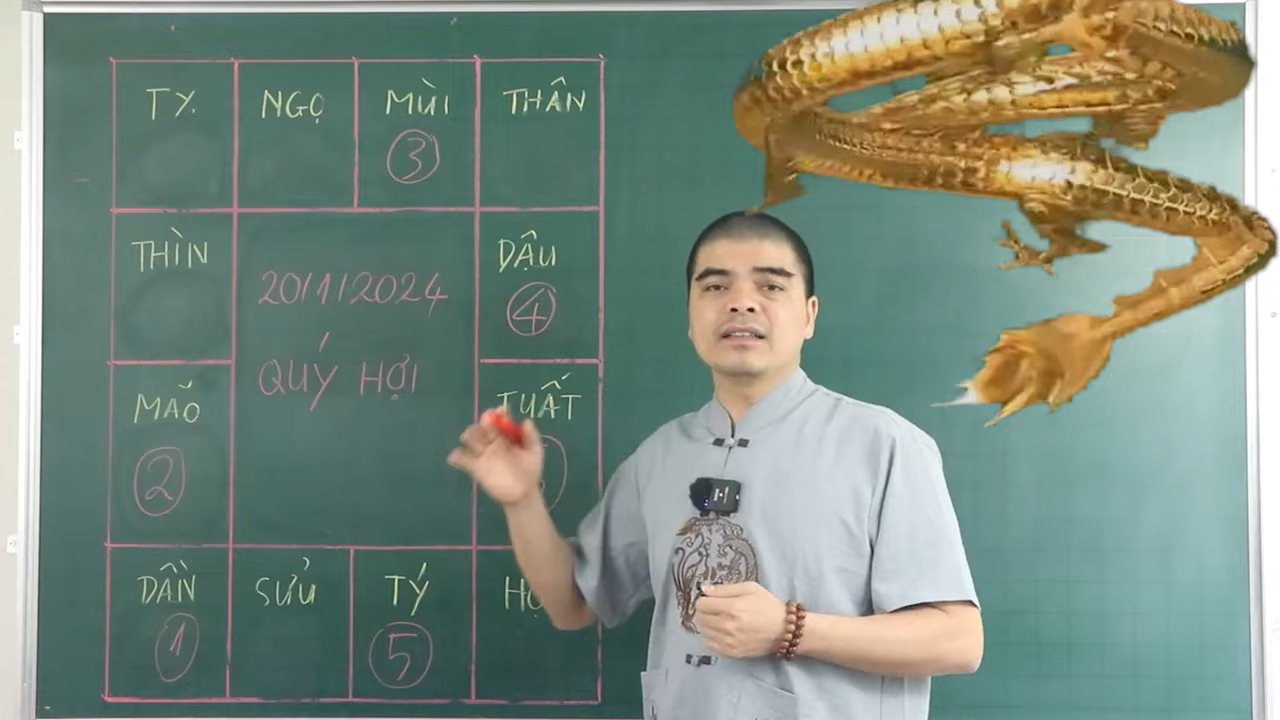 TỴ NGỌ MÙI THÂN
3
THÌN DẬU
4
20/1/2024
QUÝ HỢI
MÃO TUẤT
2
DẦN SỬU TÝ
1 5